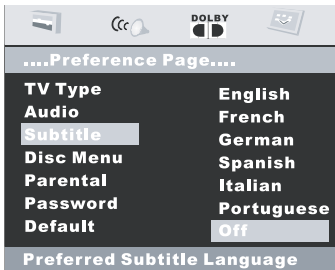 DOLBY
....Preference Page....
TV Type
Audio
Subtitle
Disc Menu
Parental
Password
Default
English
French
German
Spanish
Italian
Portuguese
Off
Preferred Subtitle Language